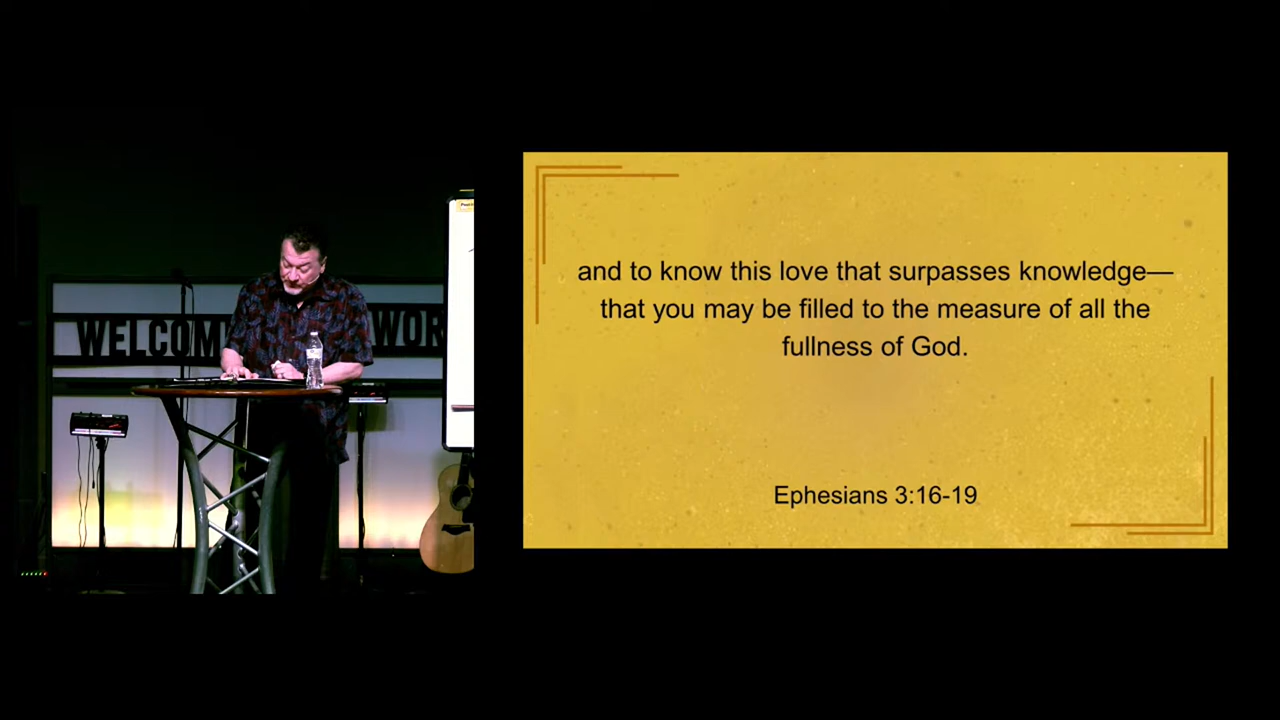 WELCOM
WOR
and to know this love that surpasses knowledge—
that you may be filled to the measure of all the
fullness of God.
Ephesians 3:16-19